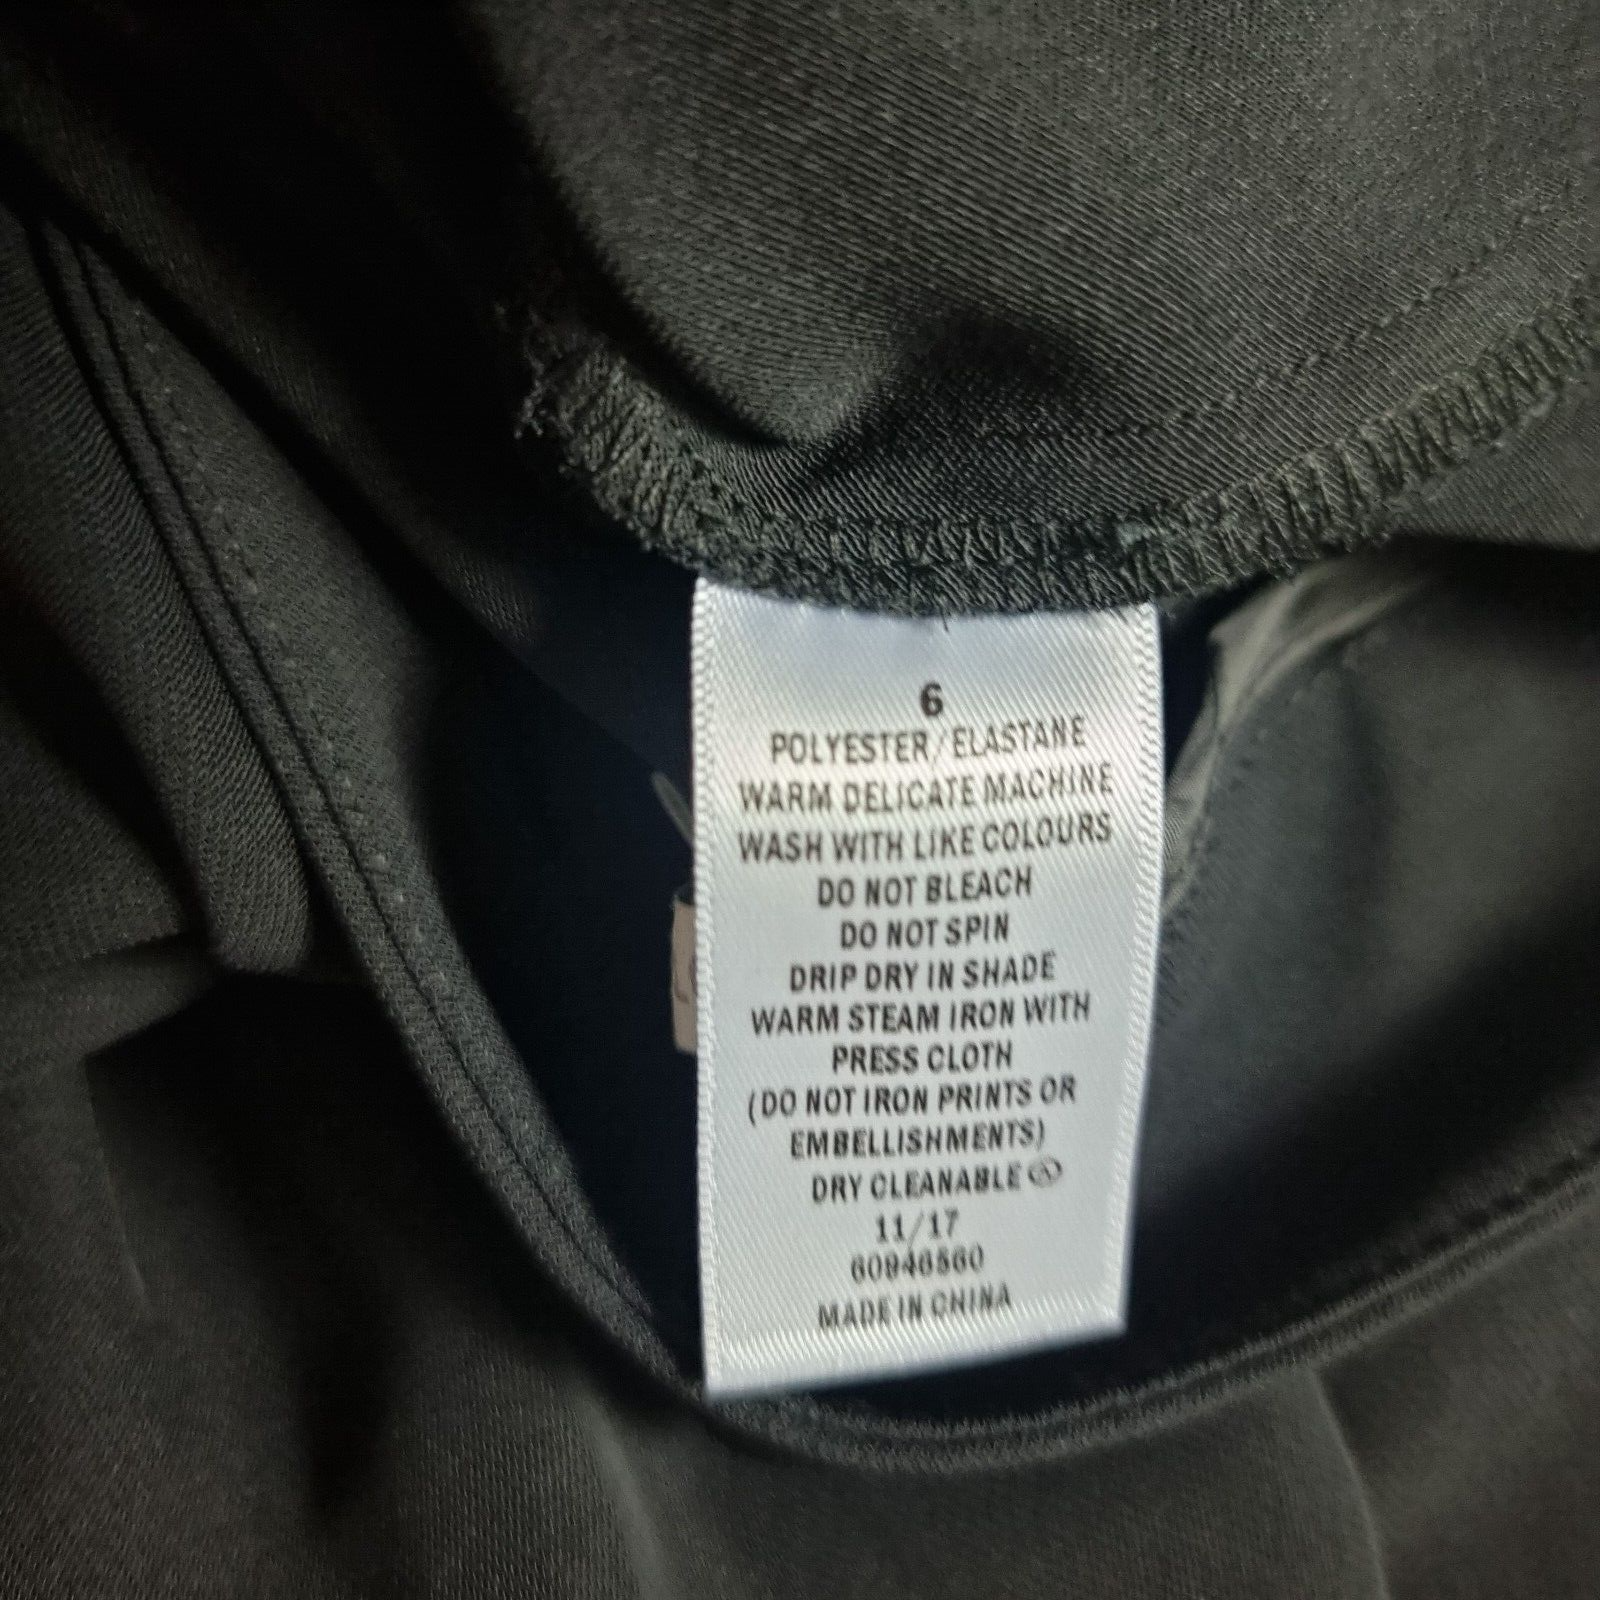 6
POLYESTER/ELASTANE
WARM DELICATE MACHINE
WASH WITH LIKE COLOURS
DO NOT BLEACH
DO NOT SPIN
DRIP DRY IN SHADE
WARM STEAM IRON WITH
PRESS CLOTH
(DO NOT IRON PRINTS OR
EMBELLISHMENTS)
DRY CLEANABLE Ⓐ
11/17
60946560
MADE IN CHINA